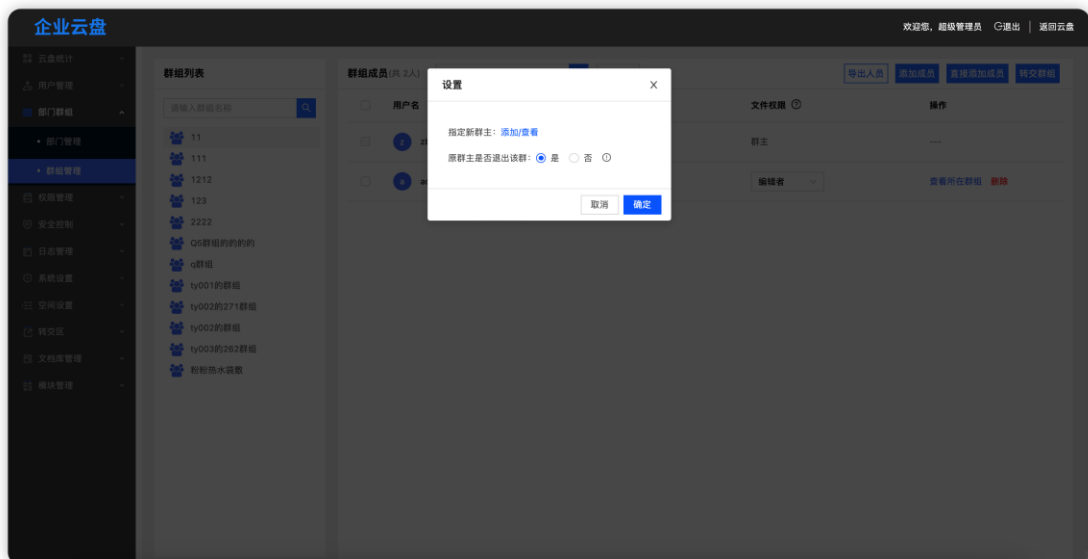 企业云盘
欢迎您，超级管理员 退出 | 返回云盘
云盘统计
用户管理
部门群组
• 部门管理
• 群组管理
权限管理
安全控制
日志管理
系统设置
空间设置
转交区
文档库管理
模块管理
群组列表
请输入群组名称
11
111
1212
123
2222
QS群组的的的的
q群组
ty001的群组
ty002的271群组
ty002的群组
ty003的262群组
粉粉热水袋敷
群组成员(共 2人)
导出人员 添加成员 直接添加成员 转交群组
用户名 文件权限 操作
z 群主 ----
a 编辑者 查看所在群组 删除
设置
指定新群主：添加/查看
原群主是否退出该群： 是 否
取消 确定